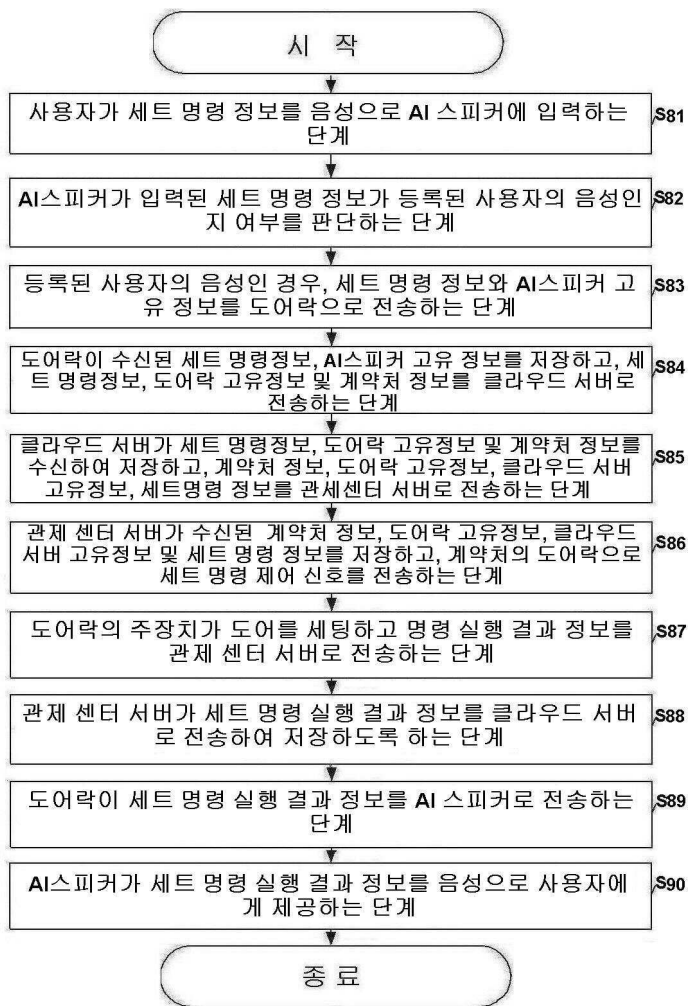 시 작
사용자가 세트 명령 정보를 음성으로 AI 스피커에 입력하는
단계
S81
AI스피커가 입력된 세트 명령 정보가 등록된 사용자의 음성인
지 여부를 판단하는 단계
S82
등록된 사용자의 음성인 경우, 세트 명령 정보와 AI스피커 고
유 정보를 도어락으로 전송하는 단계
S83
도어락이 수신된 세트 명령정보, AI스피커 고유 정보를 저장하고, 세
트 명령정보, 도어락 고유정보 및 계약처 정보를 클라우드 서버로
전송하는 단계
S84
클라우드 서버가 세트 명령정보, 도어락 고유정보 및 계약처 정보를
수신하여 저장하고, 계약처 정보, 도어락 고유정보, 클라우드 서버
고유정보, 세트명령 정보를 관세센터 서버로 전송하는 단계
S85
관제 센터 서버가 수신된 계약처 정보, 도어락 고유정보, 클라우드
서버 고유정보 및 세트 명령 정보를 저장하고, 계약처의 도어락으로
세트 명령 제어 신호를 전송하는 단계
S86
도어락의 주장치가 도어를 세팅하고 명령 실행 결과 정보를
관제 센터 서버로 전송하는 단계
S87
관제 센터 서버가 세트 명령 실행 결과 정보를 클라우드 서버
로 전송하여 저장하도록 하는 단계
S88
도어락이 세트 명령 실행 결과 정보를 AI 스피커로 전송하는
단계
S89
AI스피커가 세트 명령 실행 결과 정보를 음성으로 사용자에
게 제공하는 단계
S90
종 료